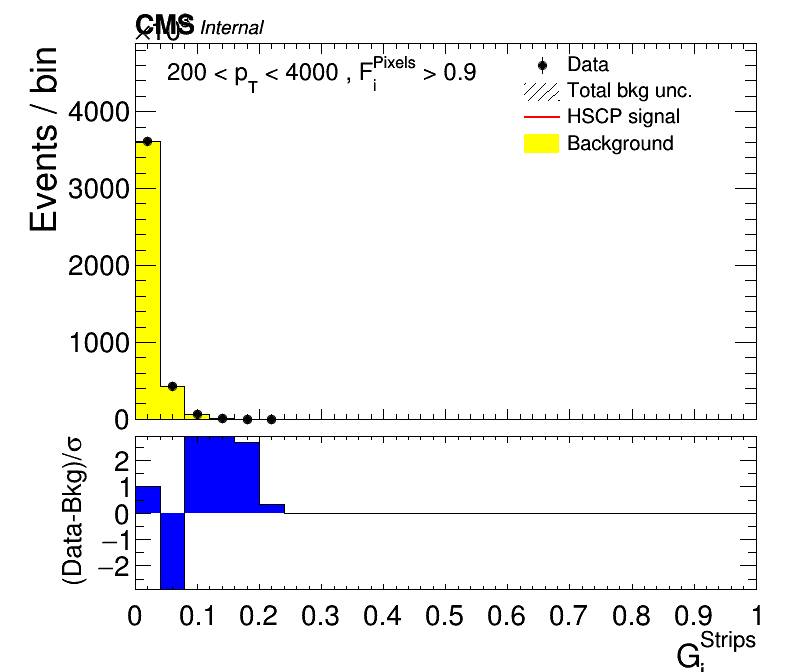 CMS Internal
×10³
200 < p_T < 4000 , F_i^Pixels > 0.9
Data
Total bkg unc.
HSCP signal
Background
Events / bin
4000
3000
2000
1000
0
(Data-Bkg)/σ
2
1
0
−1
−2
0 0.1 0.2 0.3 0.4 0.5 0.6 0.7 0.8 0.9 1
G_i^Strips